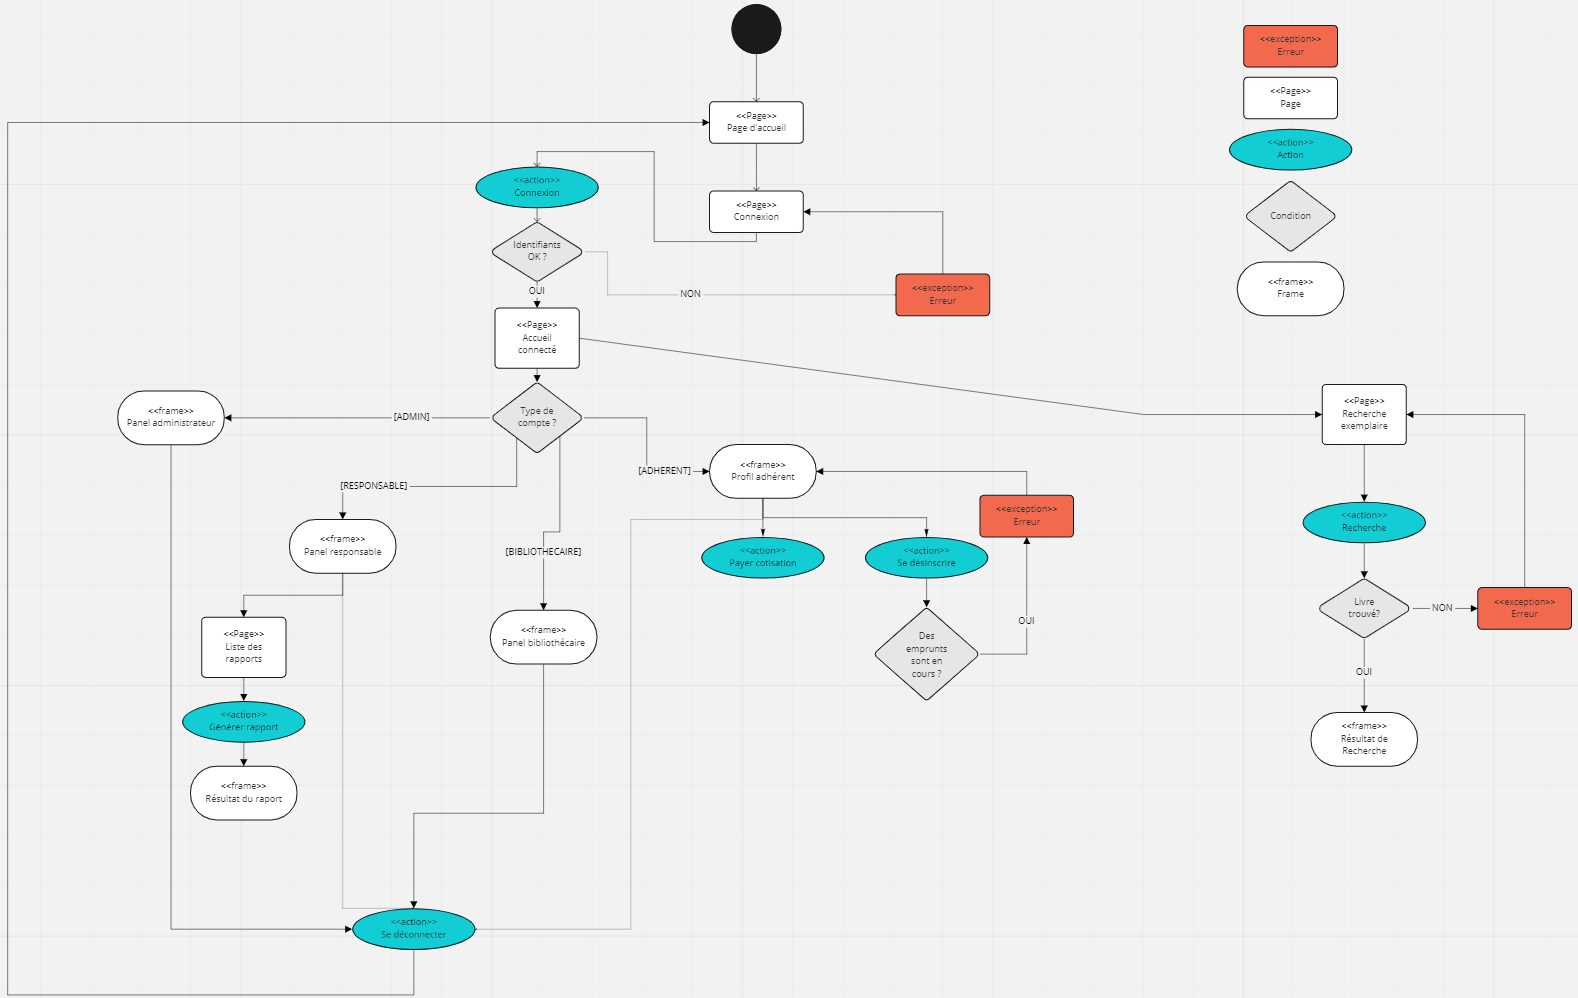 <<exception>>
Erreur
<<Page>>
Page
<<action>>
Action
Condition
<<frame>>
Frame
<<Page>>
Page d'accueil
<<action>>
Connexion
<<Page>>
Connexion
Identifiants
OK ?
OUI
NON
<<exception>>
Erreur
<<Page>>
Accueil
connecté
<<frame>>
Panel administrateur
[ADMIN]
Type de
compte ?
[ADHERENT]
<<frame>>
Profil adhérent
<<Page>>
Recherche
exemplaire
[RESPONSABLE]
<<frame>>
Panel responsable
[BIBLIOTHECAIRE]
<<action>>
Payer cotisation
<<action>>
Se désinscrire
<<exception>>
Erreur
<<action>>
Recherche
<<Page>>
Liste des
rapports
<<frame>>
Panel bibliothécaire
Des
emprunts
sont en
cours ?
OUI
Livre
trouvé?
NON
<<exception>>
Erreur
OUI
<<action>>
Générer rapport
<<frame>>
Résultat de
Recherche
<<frame>>
Résultat du raport
<<action>>
Se déconnecter